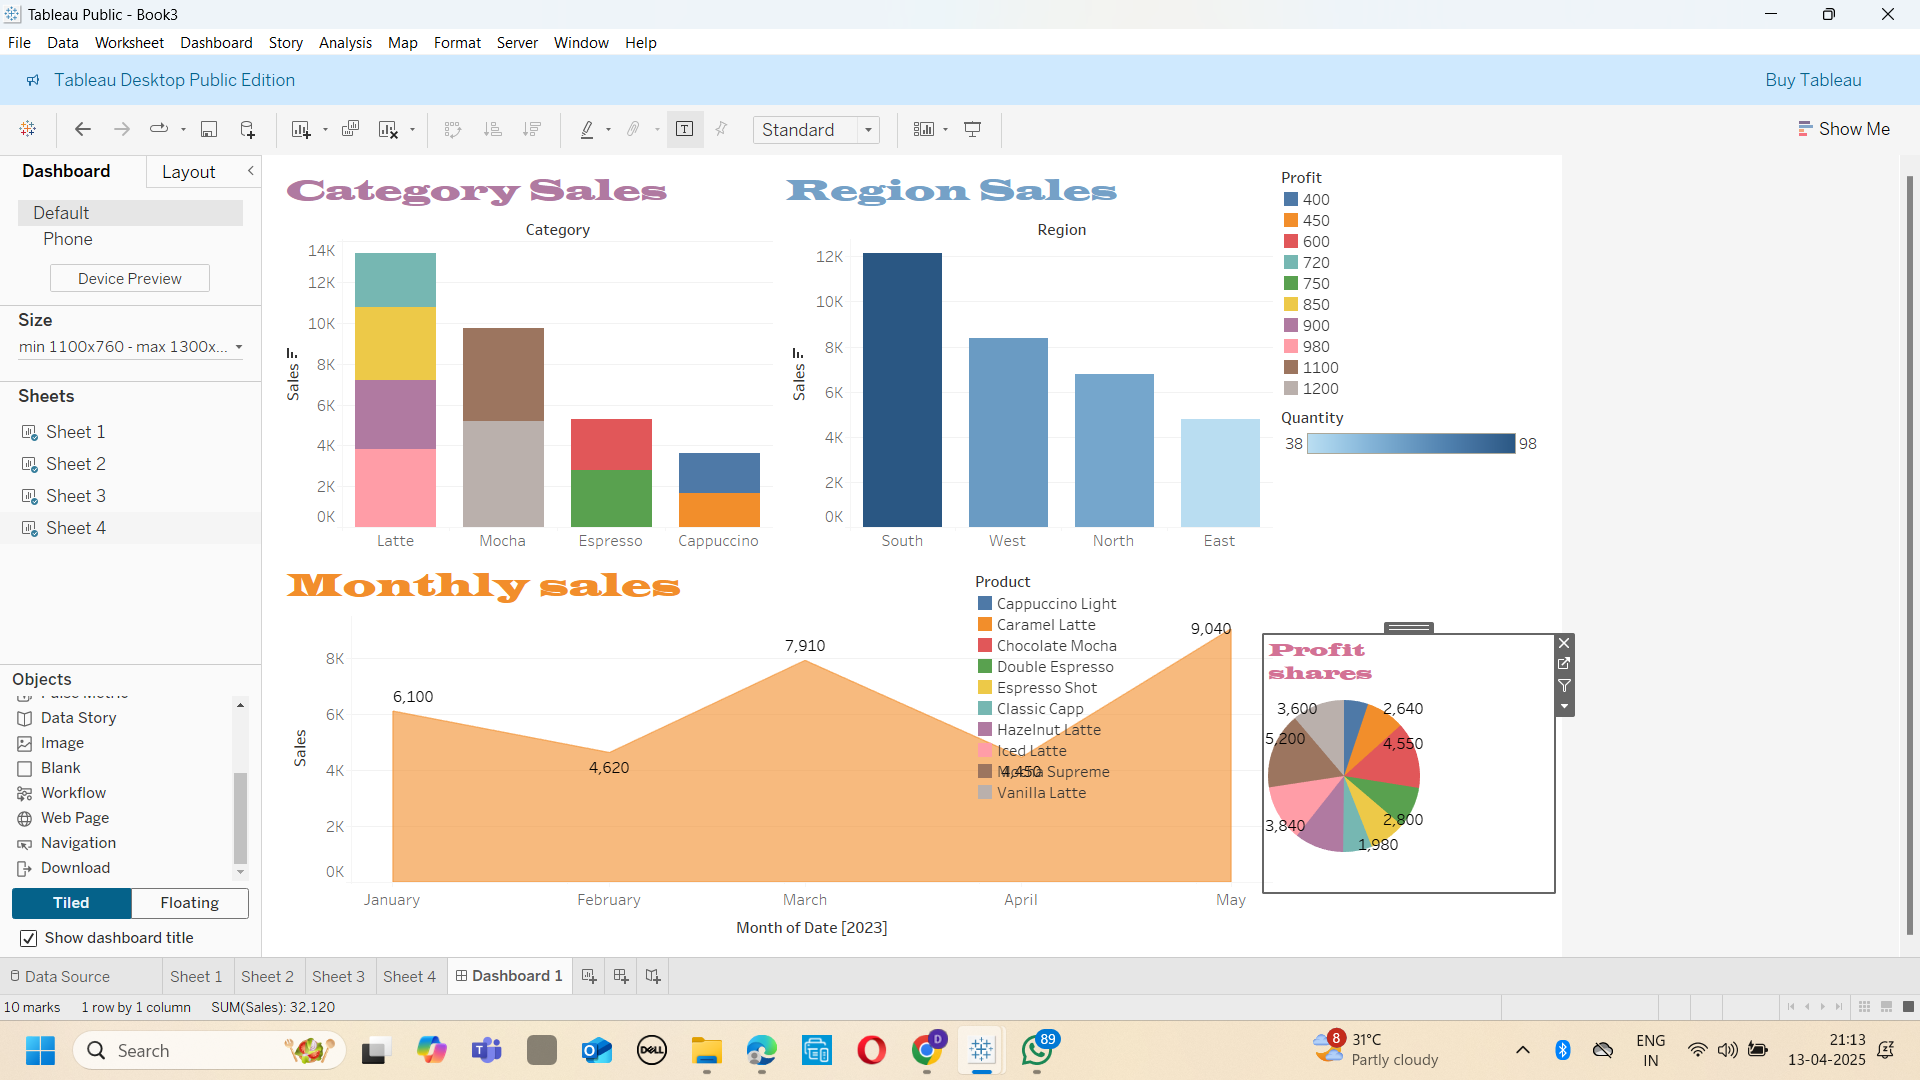 Tableau Public - Book3
File Data Worksheet Dashboard Story Analysis Map Format Server Window Help
Tableau Desktop Public Edition
Buy Tableau
Standard
Show Me
Dashboard
Layout
Default
Phone
Device Preview
Size
min 1100x760 - max 1300x...
Sheets
Sheet 1
Sheet 2
Sheet 3
Sheet 4
Objects
Data Story
Image
Blank
Workflow
Web Page
Navigation
Download
Tiled
Floating
Show dashboard title
Category Sales
Category
14K
12K
10K
8K
6K
4K
2K
0K
Sales
Latte
Mocha
Espresso
Cappuccino
Region Sales
Region
12K
10K
8K
6K
4K
2K
0K
Sales
South
West
North
East
Profit
400
450
600
720
750
850
900
980
1100
1200
Quantity
38
98
Monthly sales
8K
6K
4K
2K
0K
Sales
6,100
4,620
7,910
4,450
9,040
January
February
March
April
May
Month of Date [2023]
Product
Cappuccino Light
Caramel Latte
Chocolate Mocha
Double Espresso
Espresso Shot
Classic Capp
Hazelnut Latte
Iced Latte
Mocha Supreme
Vanilla Latte
Profit
shares
3,600
2,640
5,200
4,550
3,840
2,800
1,980
Data Source
Sheet 1
Sheet 2
Sheet 3
Sheet 4
Dashboard 1
10 marks
1 row by 1 column
SUM(Sales): 32,120
Search
DELL
D
89
8
31°C
Partly cloudy
ENG
IN
21:13
13-04-2025